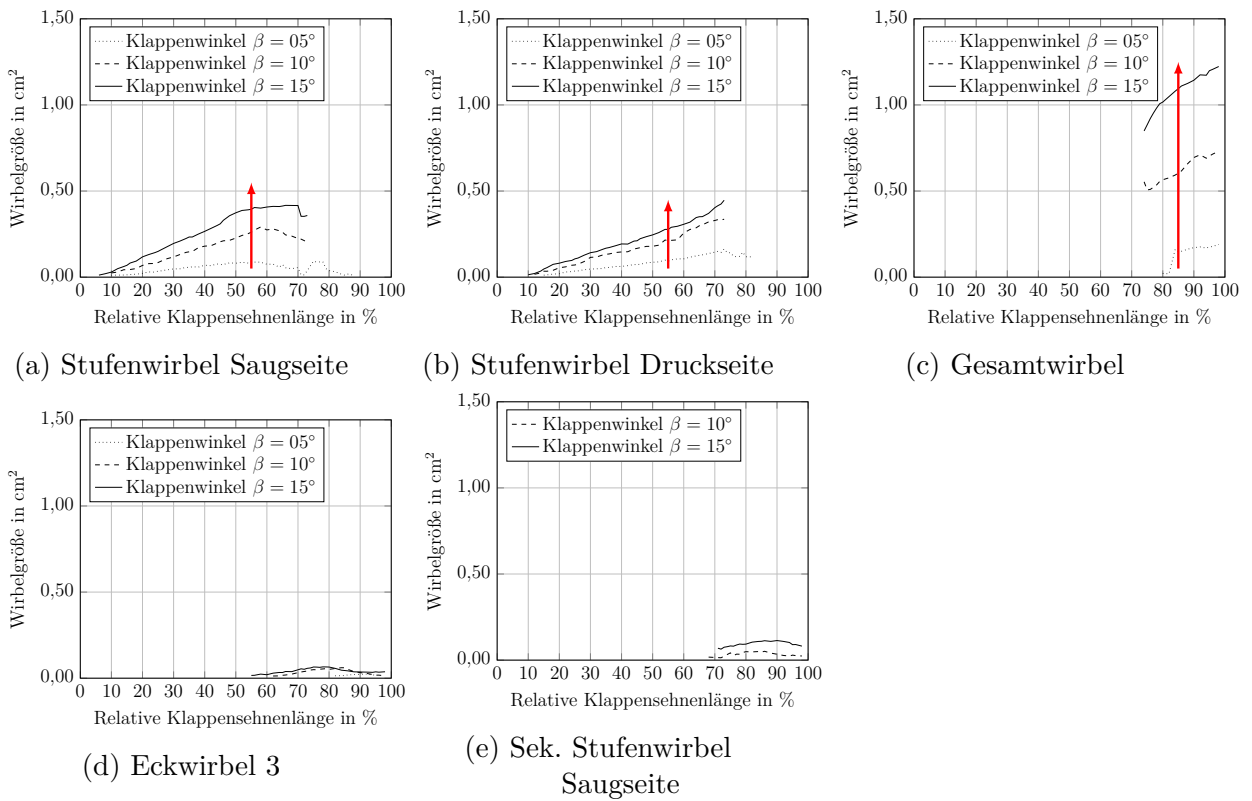 1,50
1,00
0,50
0,00
Wirbelgröße in cm²
Klappenwinkel β = 05°
Klappenwinkel β = 10°
Klappenwinkel β = 15°
0 10 20 30 40 50 60 70 80 90 100
Relative Klappensehnenlänge in %
(a) Stufenwirbel Saugseite
1,50
1,00
0,50
0,00
Wirbelgröße in cm²
Klappenwinkel β = 05°
Klappenwinkel β = 10°
Klappenwinkel β = 15°
0 10 20 30 40 50 60 70 80 90 100
Relative Klappensehnenlänge in %
(b) Stufenwirbel Druckseite
1,50
1,00
0,50
0,00
Wirbelgröße in cm²
Klappenwinkel β = 05°
Klappenwinkel β = 10°
Klappenwinkel β = 15°
0 10 20 30 40 50 60 70 80 90 100
Relative Klappensehnenlänge in %
(c) Gesamtwirbel
1,50
1,00
0,50
0,00
Wirbelgröße in cm²
Klappenwinkel β = 05°
Klappenwinkel β = 10°
Klappenwinkel β = 15°
0 10 20 30 40 50 60 70 80 90 100
Relative Klappensehnenlänge in %
(d) Eckwirbel 3
1,50
1,00
0,50
0,00
Wirbelgröße in cm²
Klappenwinkel β = 10°
Klappenwinkel β = 15°
0 10 20 30 40 50 60 70 80 90 100
Relative Klappensehnenlänge in %
(e) Sek. Stufenwirbel
Saugseite